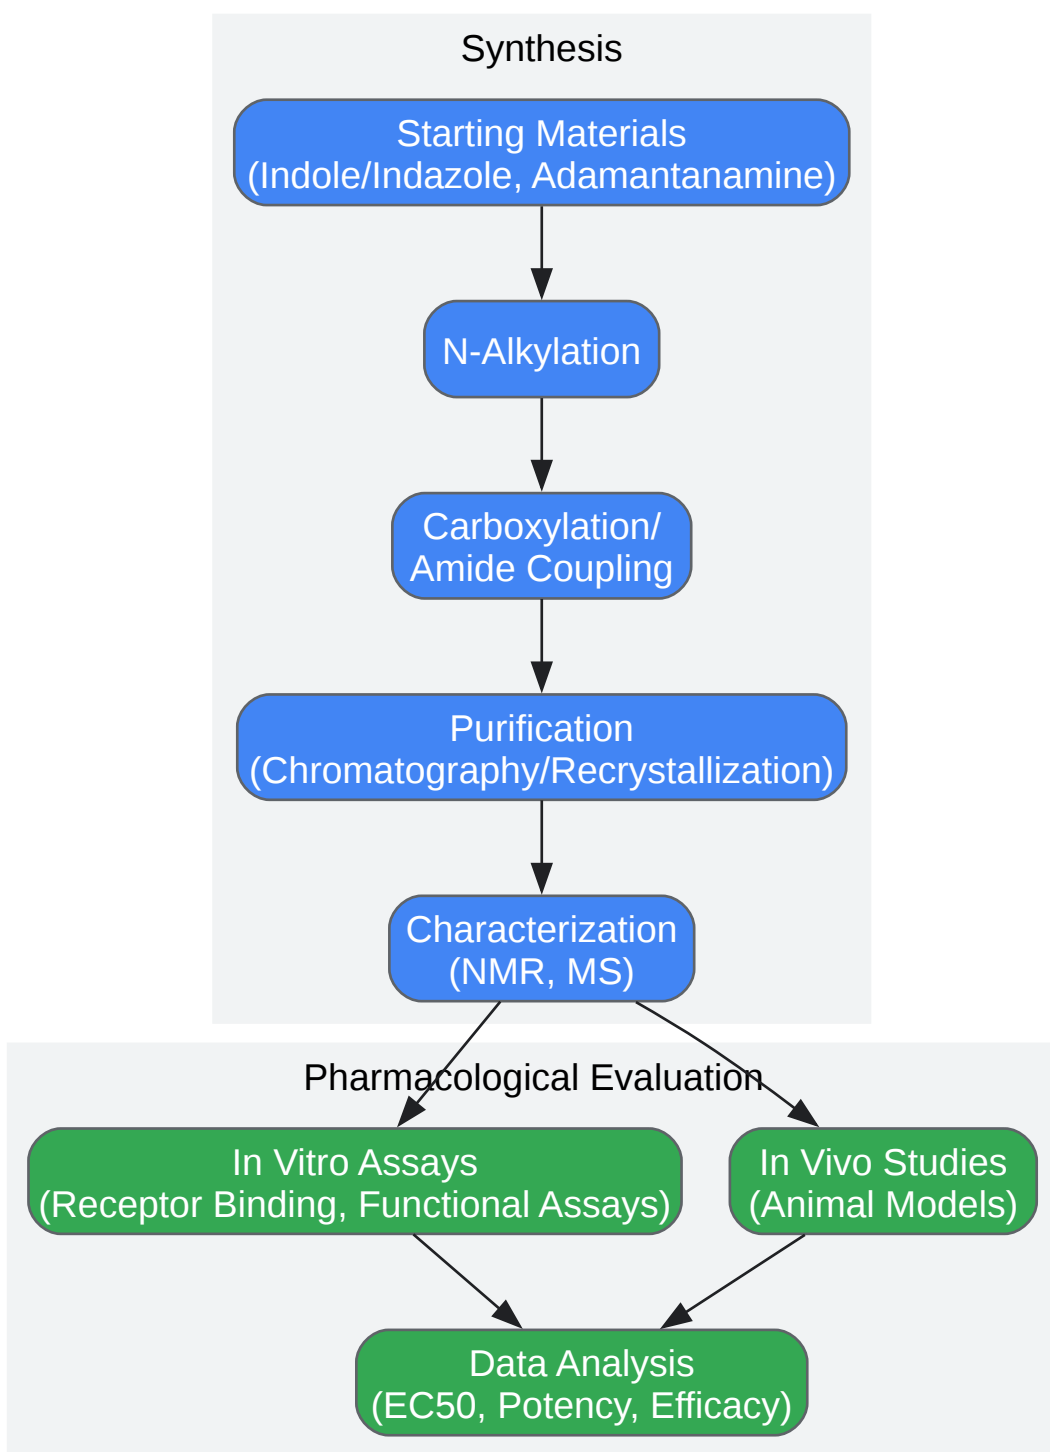 Synthesis
Starting Materials
(Indole/Indazole, Adamantanamine)
N-Alkylation
Carboxylation/
Amide Coupling
Purification
(Chromatography/Recrystallization)
Characterization
(NMR, MS)
Pharmacological Evaluation
In Vitro Assays
(Receptor Binding, Functional Assays)
In Vivo Studies
(Animal Models)
Data Analysis
(EC50, Potency, Efficacy)